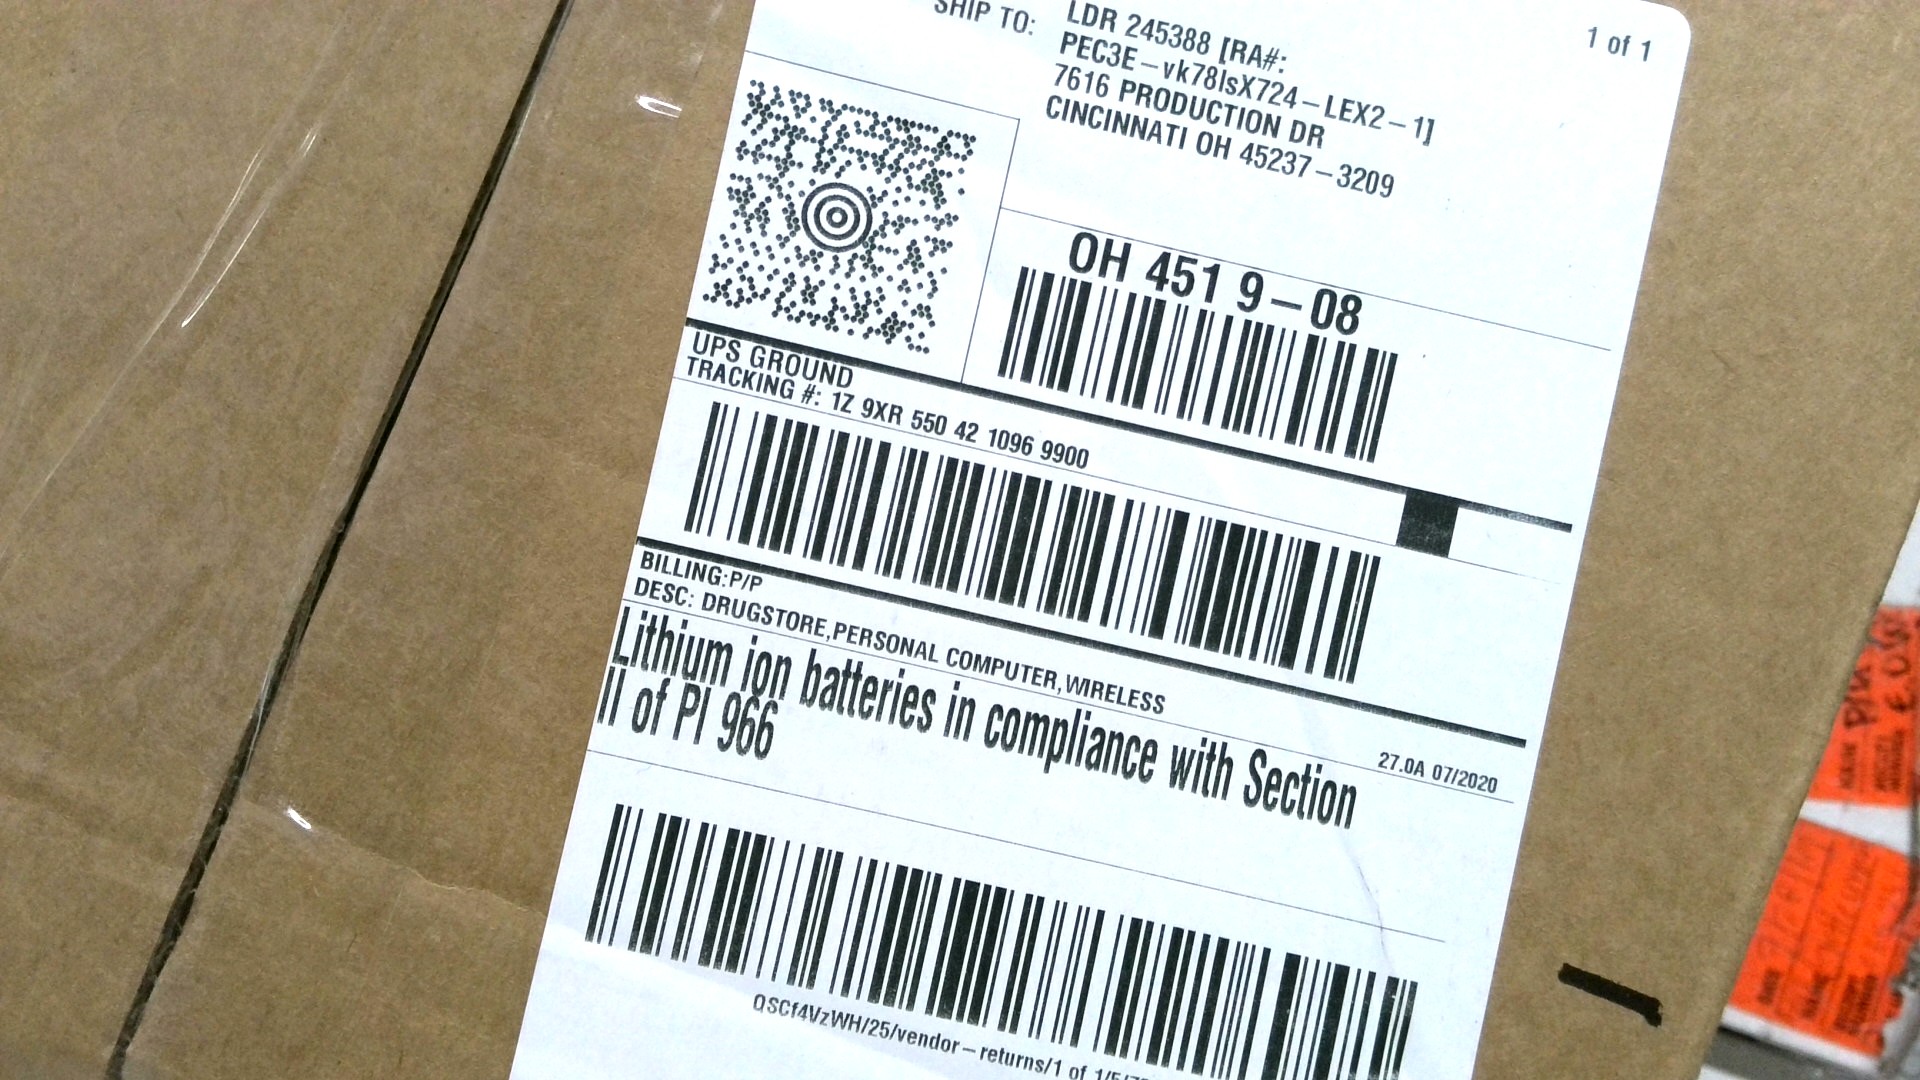 1 of 1
SHIP TO:
LDR 245388 [RA#:
PEC3E-vk78lsX724-LEX2-1]
7616 PRODUCTION DR
CINCINNATI OH 45237-3209
OH 451 9-08
UPS GROUND
TRACKING #: 1Z 9XR 550 42 1096 9900
BILLING:P/P
DESC: DRUGSTORE,PERSONAL COMPUTER,WIRELESS
Lithium ion batteries in compliance with Section
II of PI 966
27.0A 07/2020
QSCf4VzWH/25/vendor-returns/1 of 1/5/